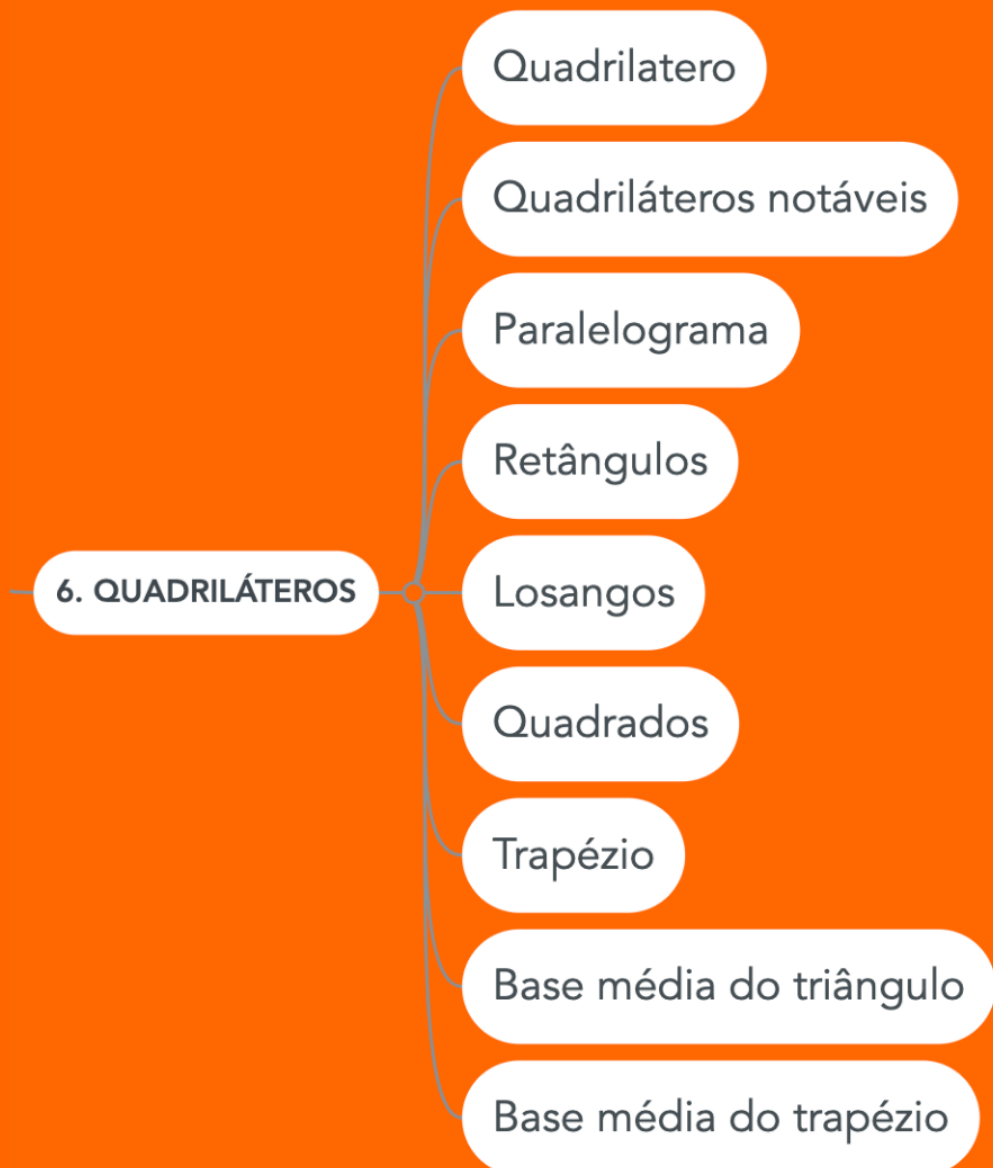 Quadrilatero
Quadriláteros notáveis
Paralelograma
Retângulos
6. QUADRILÁTEROS
Losangos
Quadrados
Trapézio
Base média do triângulo
Base média do trapézio